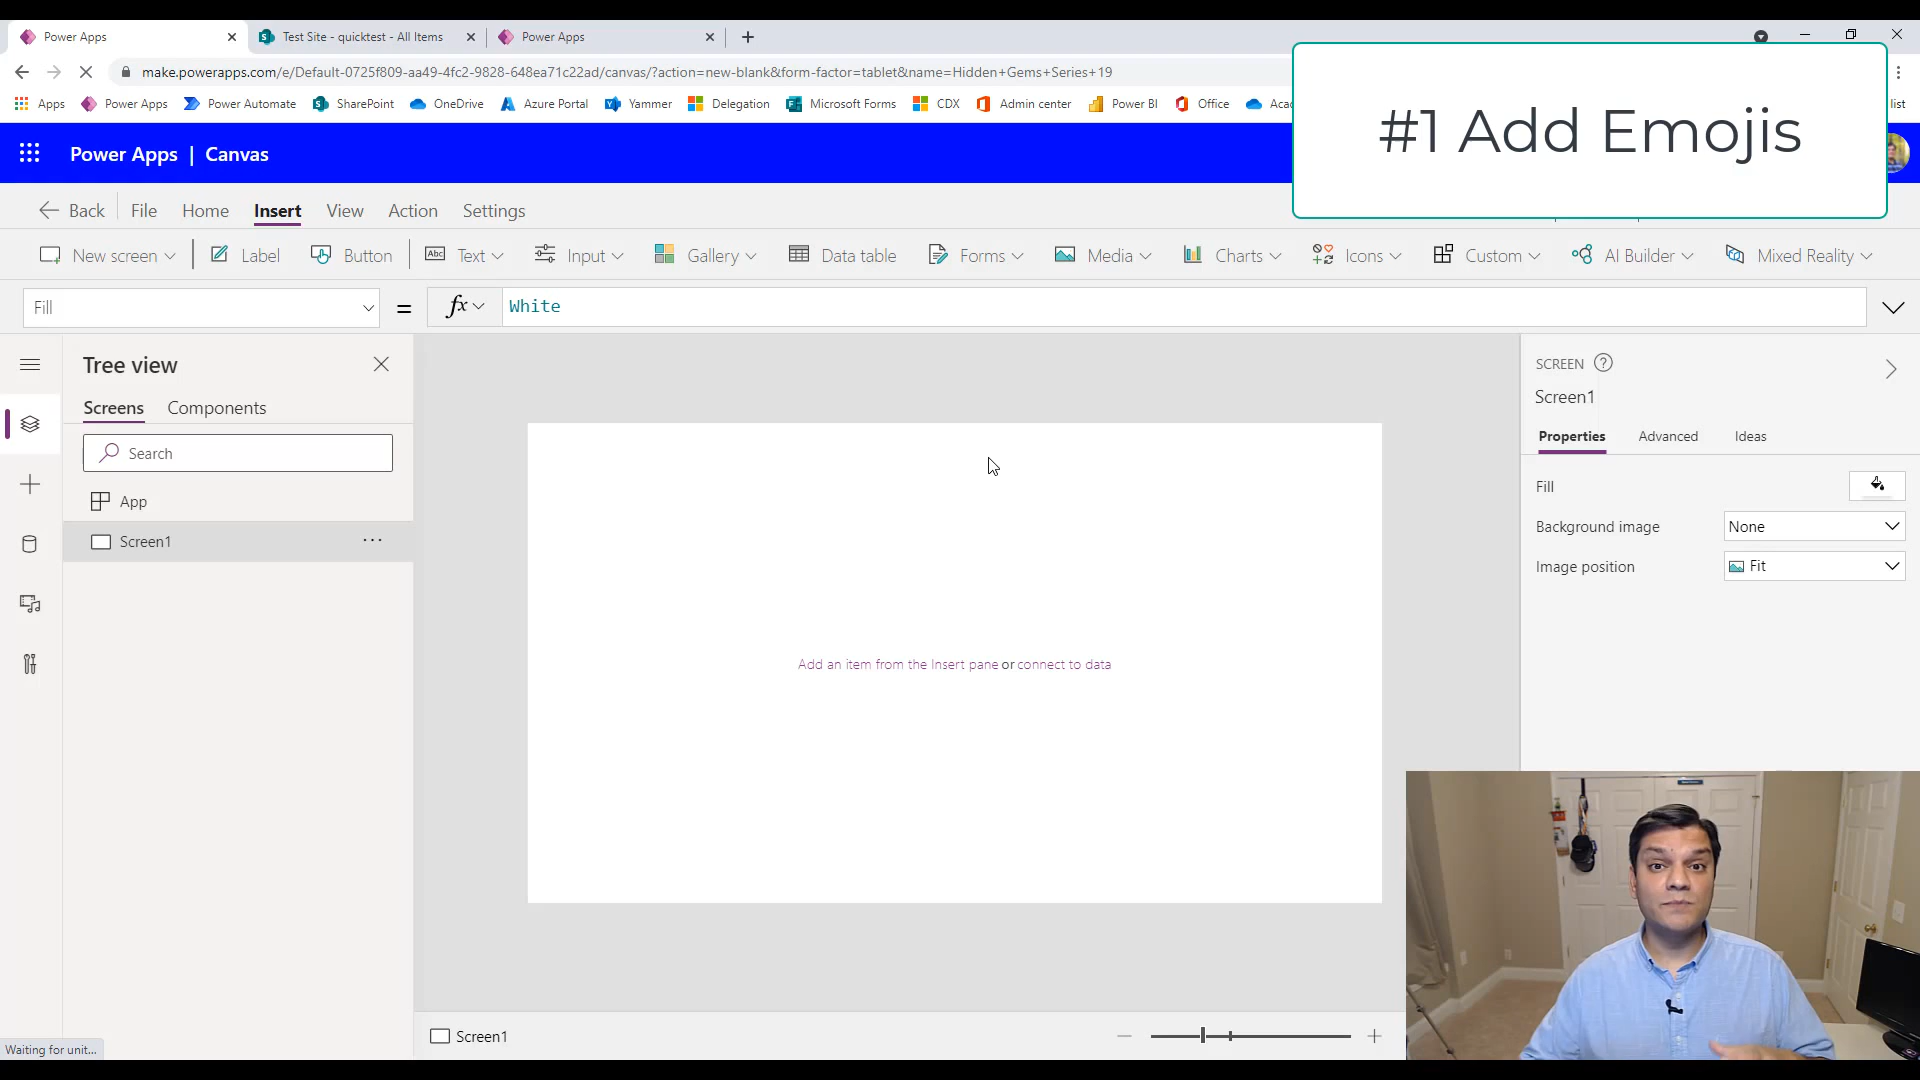 Power Apps
Test Site - quicktest - All Items
Power Apps
make.powerapps.com/e/Default-0725f809-aa49-4fc2-9828-648ea71c22ad/canvas/?action=new-blank&form-factor=tablet&name=Hidden+Gems+Series+19
Apps Power Apps Power Automate SharePoint OneDrive Azure Portal Yammer Delegation Microsoft Forms CDX Admin center Power BI Office list
#1 Add Emojis
Power Apps | Canvas
Back File Home Insert View Action Settings
New screen Label Button Abc Text Input Gallery Data table Forms Media Charts Icons Custom AI Builder Mixed Reality
Fill = fx White
Tree view
Screens Components
Search
App
Screen1
Add an item from the Insert pane or connect to data
SCREEN
Screen1
Properties Advanced Ideas
Fill
Background image None
Image position Fit
Screen1
Waiting for unit...